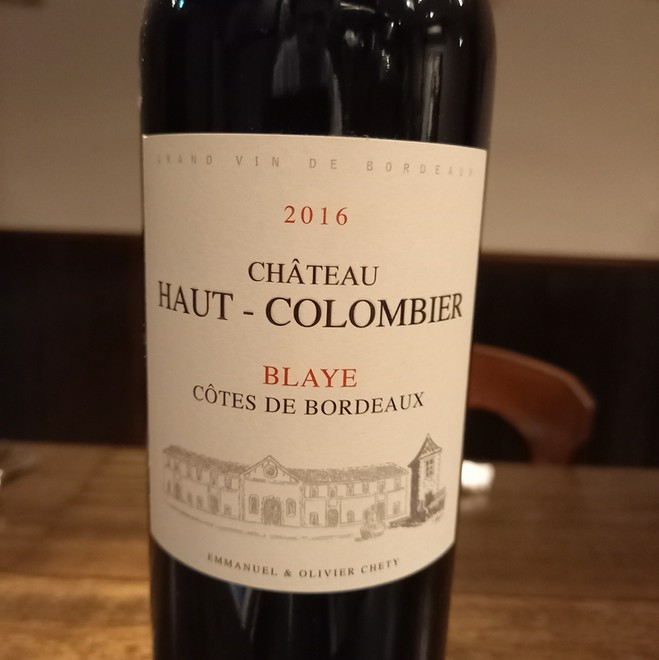 GRAND VIN DE BORDEAUX
2016
CHÂTEAU
HAUT - COLOMBIER
BLAYE
CÔTES DE BORDEAUX
EMMANUEL & OLIVIER CHETY